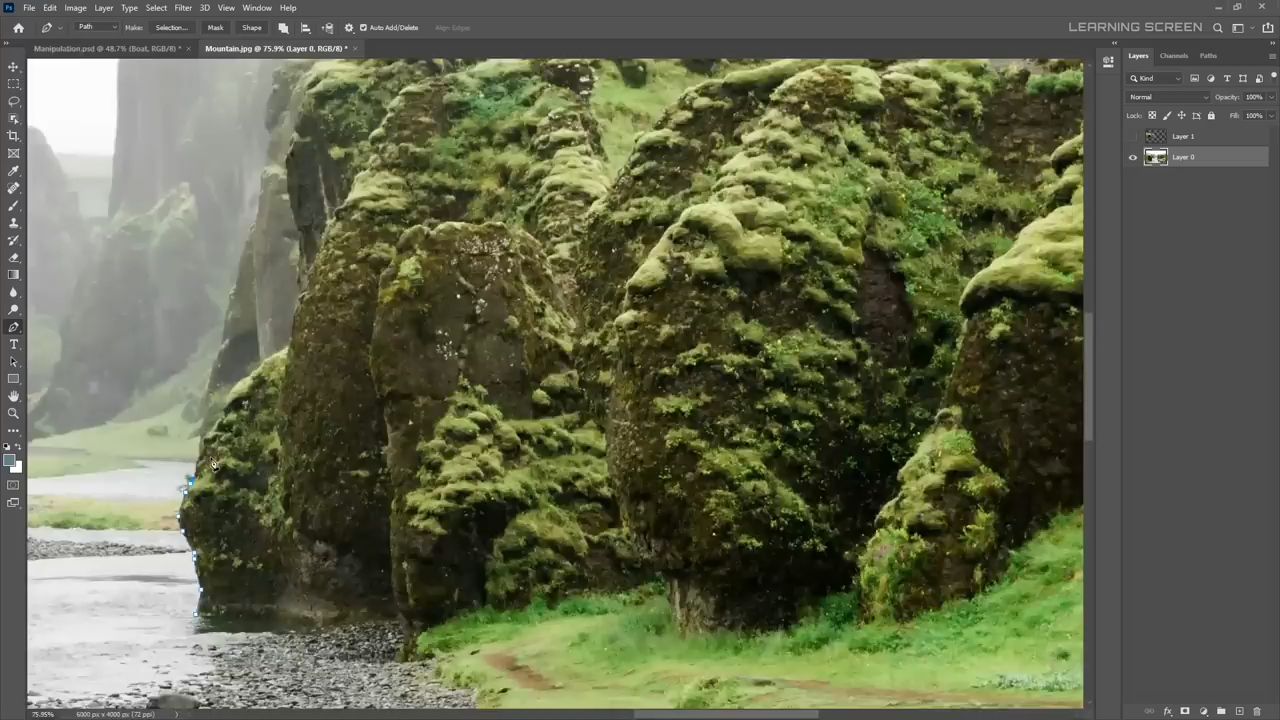 File Edit Image Layer Type Select Filter 3D View Window Help
Path Make: Selection... Mask Shape Auto Add/Delete Align Edges LEARNING SCREEN
Manipulation.psd @ 48.7% (Boat, RGB/8) * × Mountain.jpg @ 75.9% (Layer 0, RGB/8) * ×
Layers Channels Paths
Kind
Normal Opacity: 100%
Lock: Fill: 100%
Layer 1
Layer 0
75.95% 6000 px x 4000 px (72 ppi)